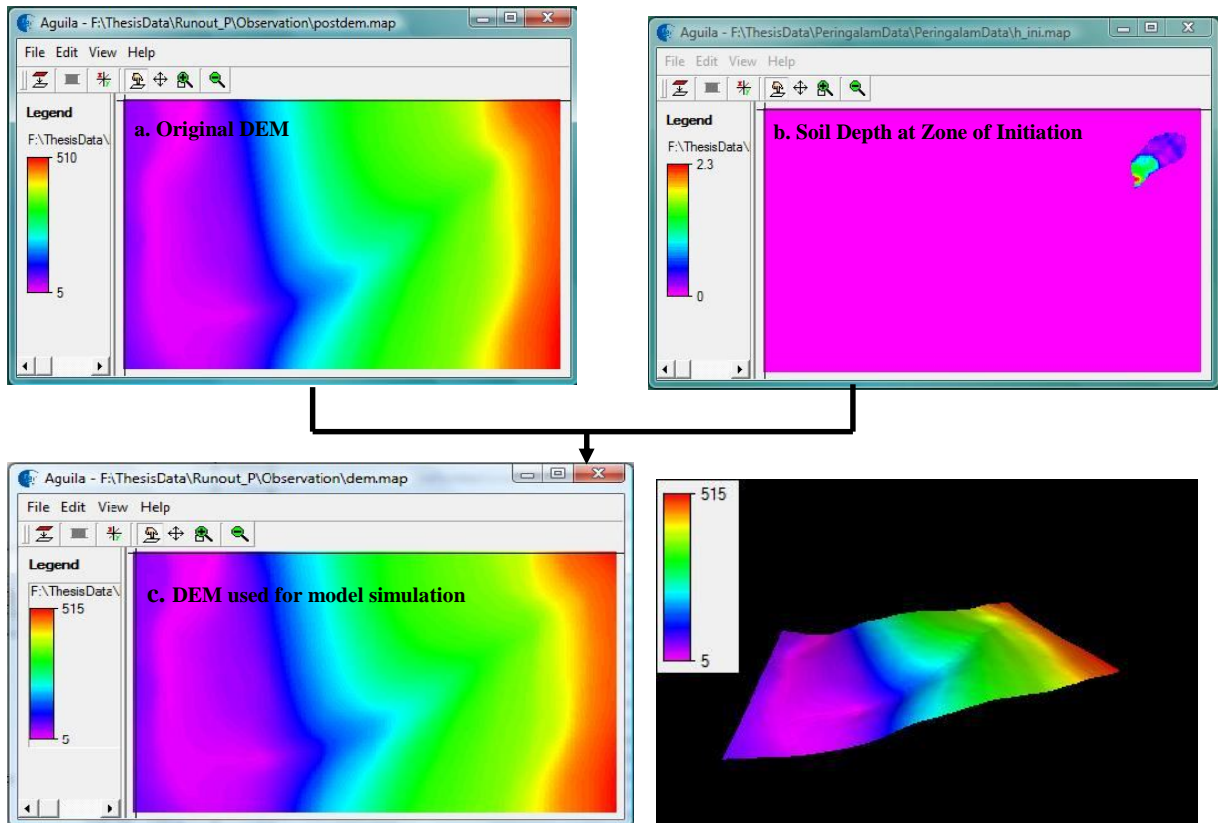 Aguila - F:\ThesisData\Runout_P\Observation\postdem.map
File Edit View Help
Legend
F:\ThesisData\
510
5
a. Original DEM
Aguila - F:\ThesisData\PeringalamData\PeringalamData\h_ini.map
File Edit View Help
Legend
F:\ThesisData\
2.3
0
b. Soil Depth at Zone of Initiation
Aguila - F:\ThesisData\Runout_P\Observation\dem.map
File Edit View Help
Legend
F:\ThesisData\
515
5
c. DEM used for model simulation
515
5